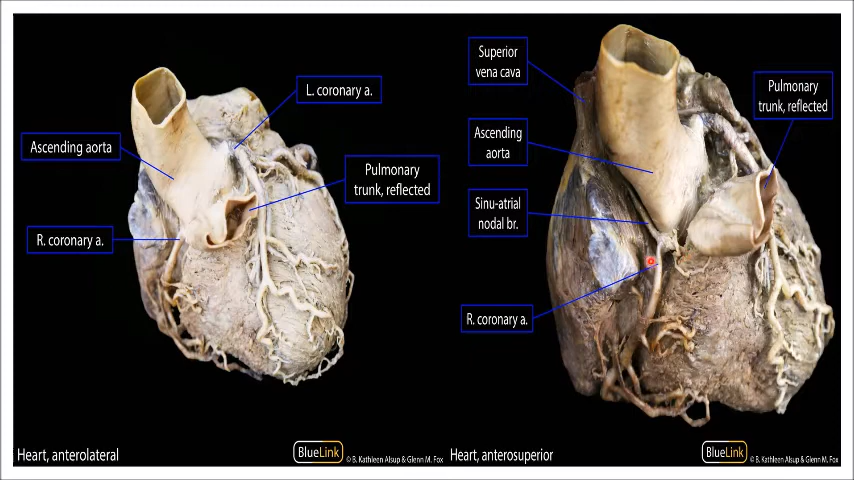 L. coronary a.
Ascending aorta
Pulmonary
trunk, reflected
R. coronary a.
Heart, anterolateral
BlueLink
© B. Kathleen Alsup & Glenn M. Fox
Superior
vena cava
Pulmonary
trunk, reflected
Ascending
aorta
Sinu-atrial
nodal br.
R. coronary a.
Heart, anterosuperior
BlueLink
© B. Kathleen Alsup & Glenn M. Fox